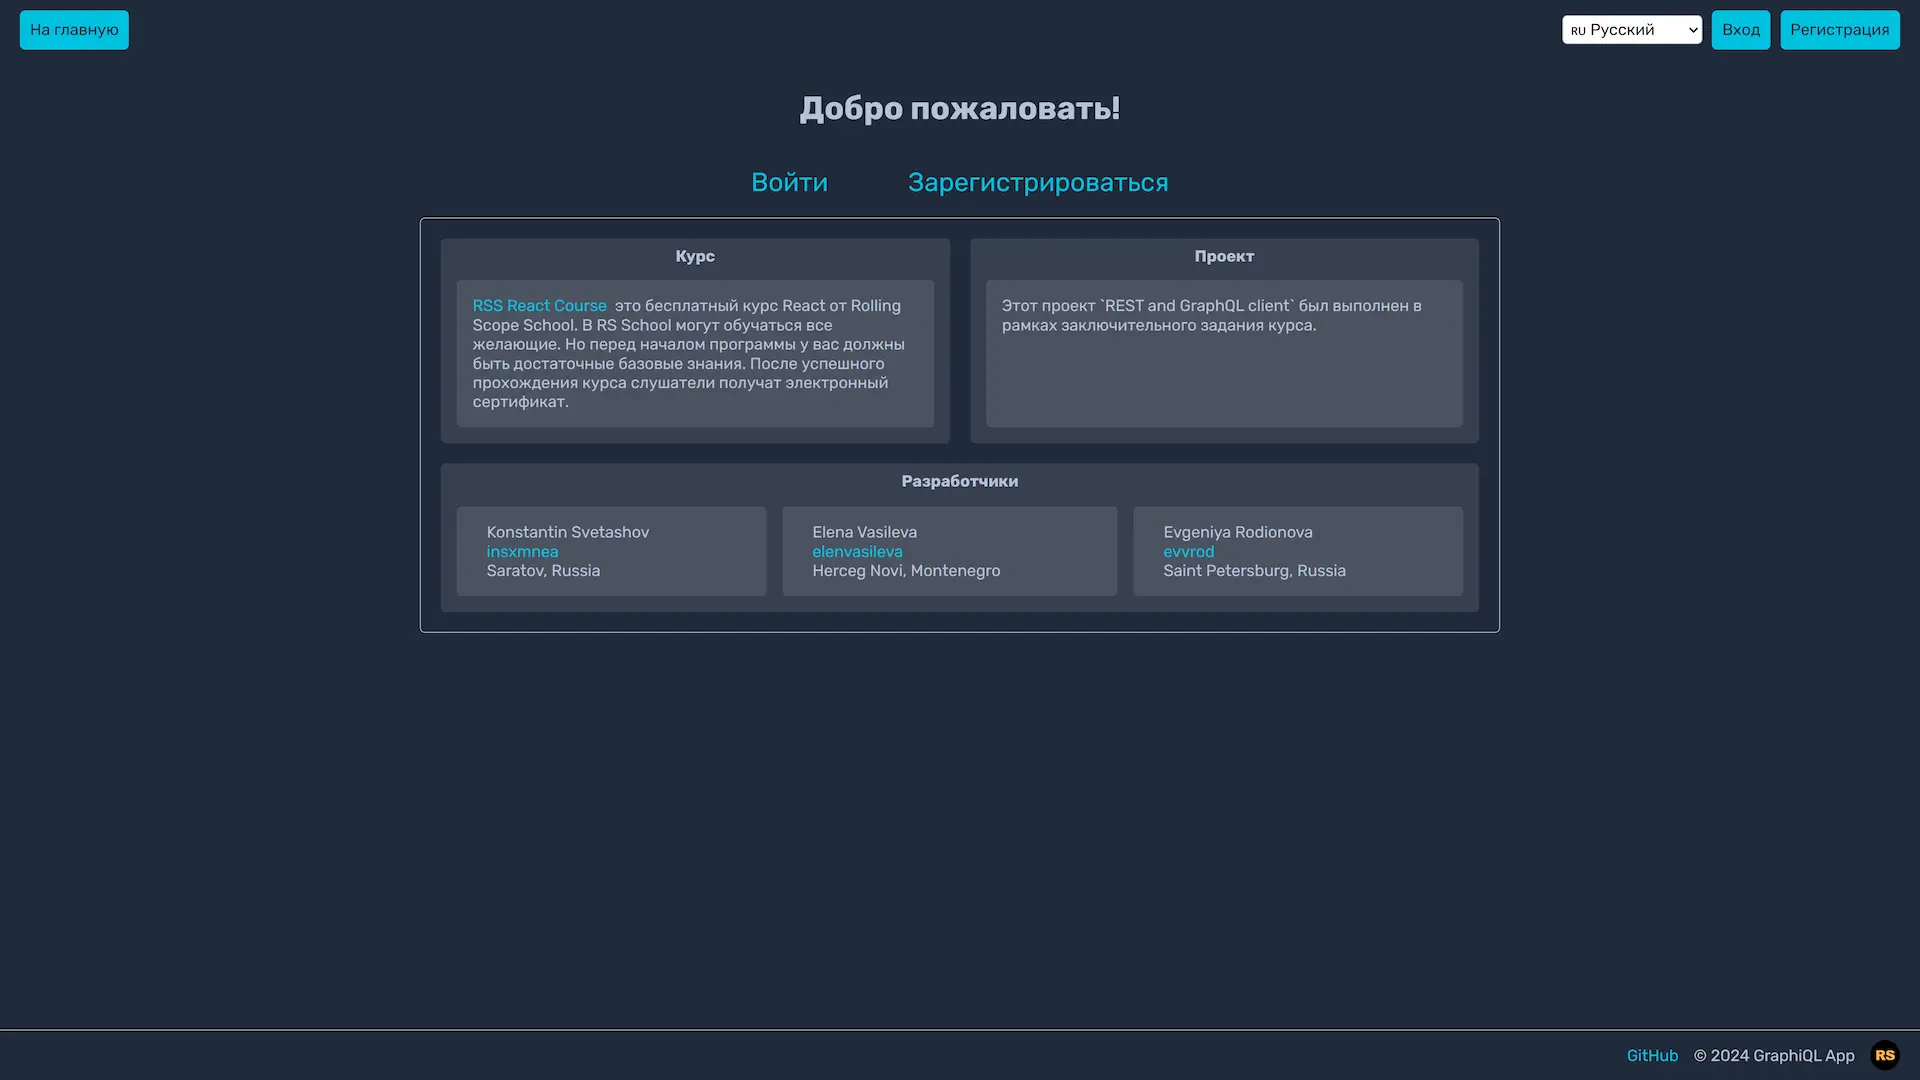 На главную
RU Русский
Вход
Регистрация
Добро пожаловать!
Войти
Зарегистрироваться
Курс
RSS React Course это бесплатный курс React от Rolling
Scope School. В RS School могут обучаться все
желающие. Но перед началом программы у вас должны
быть достаточные базовые знания. После успешного
прохождения курса слушатели получат электронный
сертификат.
Проект
Этот проект `REST and GraphQL client` был выполнен в
рамках заключительного задания курса.
Разработчики
Konstantin Svetashov
insxmnea
Saratov, Russia
Elena Vasileva
elenvasileva
Herceg Novi, Montenegro
Evgeniya Rodionova
evvrod
Saint Petersburg, Russia
GitHub
© 2024 GraphiQL App
RS